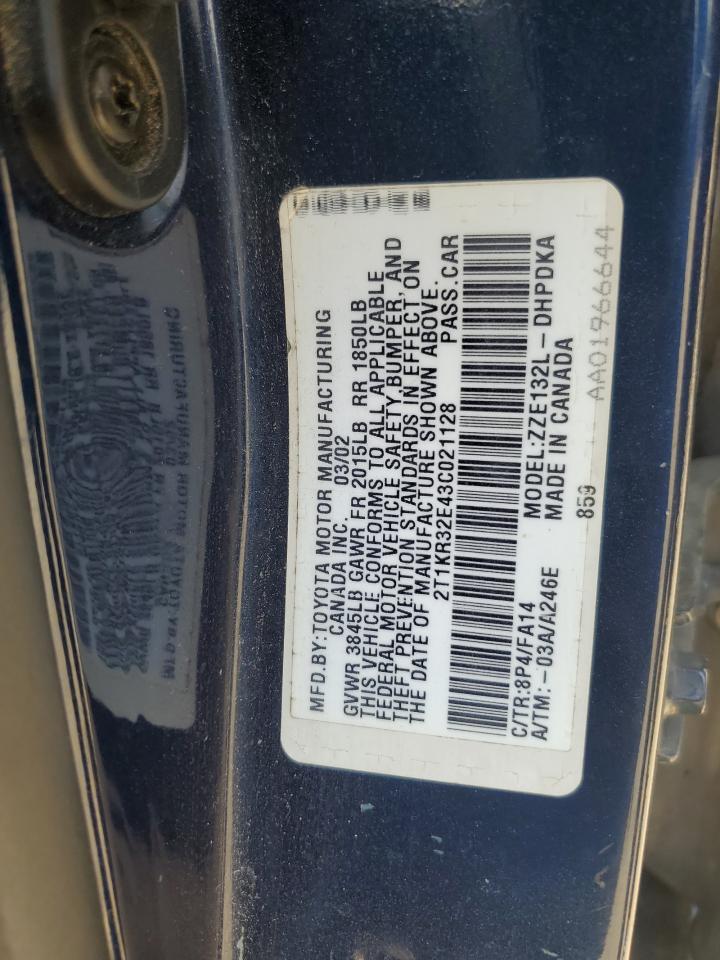 MFD.BY:TOYOTA MOTOR MANUFACTURING
CANADA INC. 03/02
GVWR 3845LB GAWR FR 2015LB RR 1850LB
THIS VEHICLE CONFORMS TO ALL APPLICABLE
FEDERAL MOTOR VEHICLE SAFETY BUMPER, AND
THEFT PREVENTION STANDARDS IN EFFECT ON
THE DATE OF MANUFACTURE SHOWN ABOVE.
2T1KR32E43C021128 PASS.CAR
C/TR:8P4/FA14 MODEL:ZZE132L-DHPDKA
A/TM:-03A/A246E MADE IN CANADA
859
AA01966644